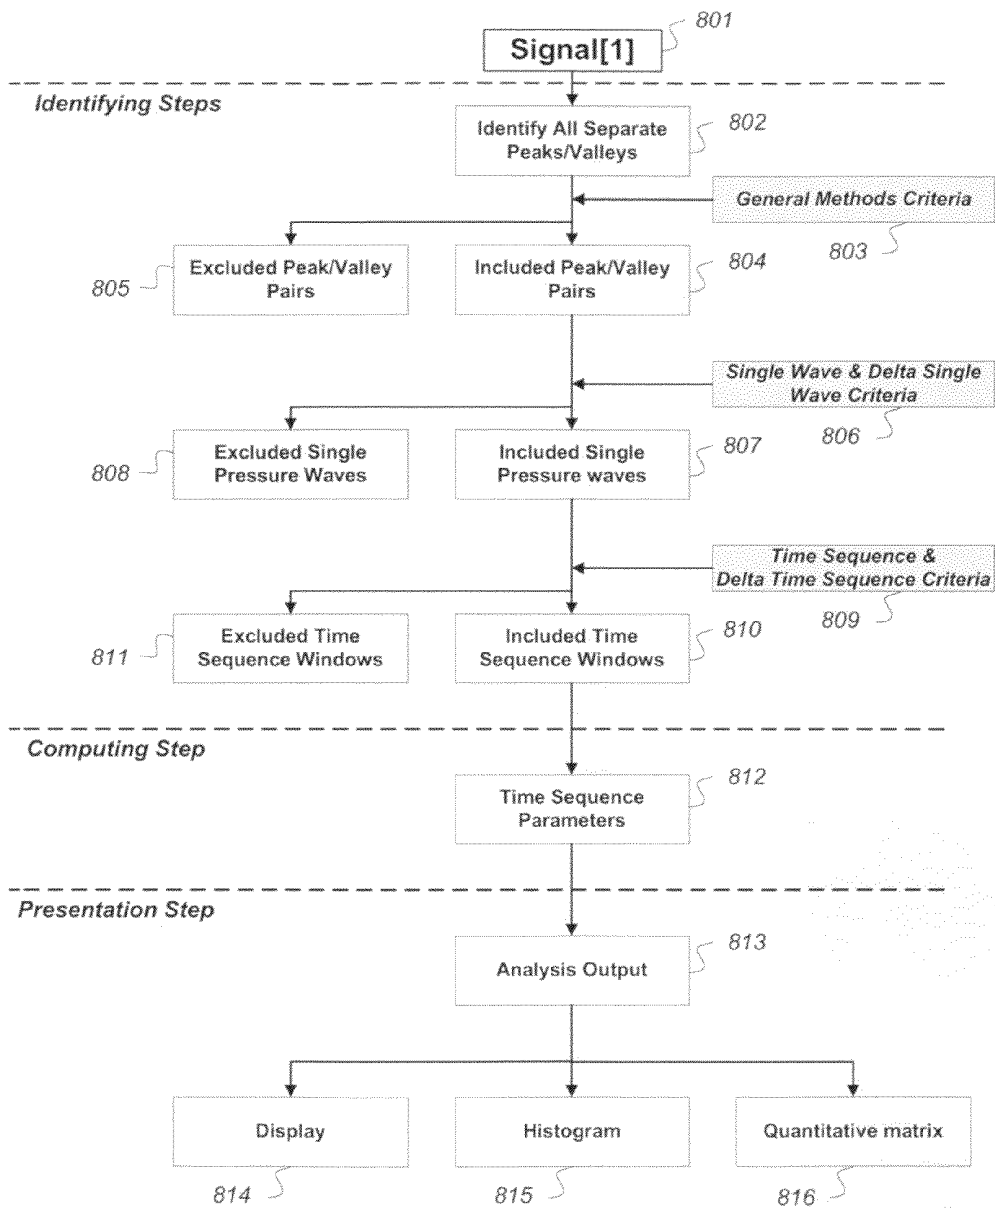 801
Signal[1]
Identifying Steps
802
Identify All Separate
Peaks/Valleys
General Methods Criteria
803
805
Excluded Peak/Valley
Pairs
Included Peak/Valley
Pairs
804
Single Wave & Delta Single
Wave Criteria
806
808
Excluded Single
Pressure Waves
Included Single
Pressure waves
807
Time Sequence &
Delta Time Sequence Criteria
809
811
Excluded Time
Sequence Windows
Included Time
Sequence Windows
810
Computing Step
812
Time Sequence
Parameters
Presentation Step
813
Analysis Output
Display
Histogram
Quantitative matrix
814
815
816